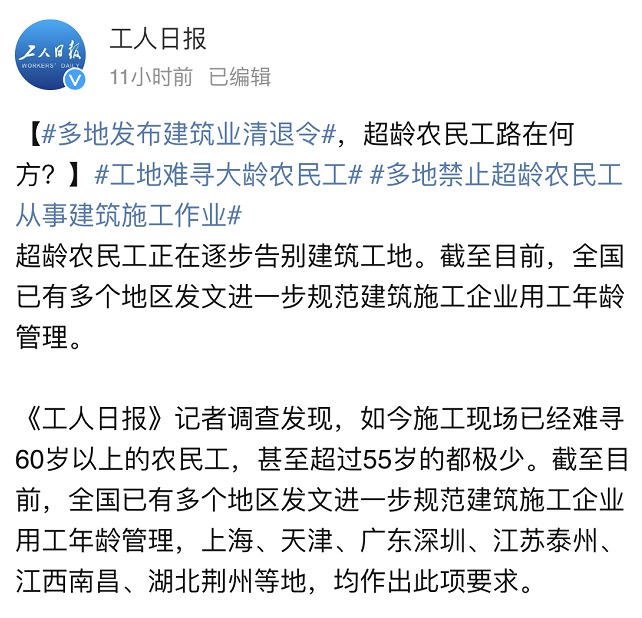 工人日报
WORKERS' DAILY
工人日报
11小时前 已编辑
【#多地发布建筑业清退令#，超龄农民工路在何
方？】#工地难寻大龄农民工# #多地禁止超龄农民工
从事建筑施工作业#
超龄农民工正在逐步告别建筑工地。截至目前，全国
已有多个地区发文进一步规范建筑施工企业用工年龄
管理。
《工人日报》记者调查发现，如今施工现场已经难寻
60岁以上的农民工，甚至超过55岁的都极少。截至目
前，全国已有多个地区发文进一步规范建筑施工企业
用工年龄管理，上海、天津、广东深圳、江苏泰州、
江西南昌、湖北荆州等地，均作出此项要求。